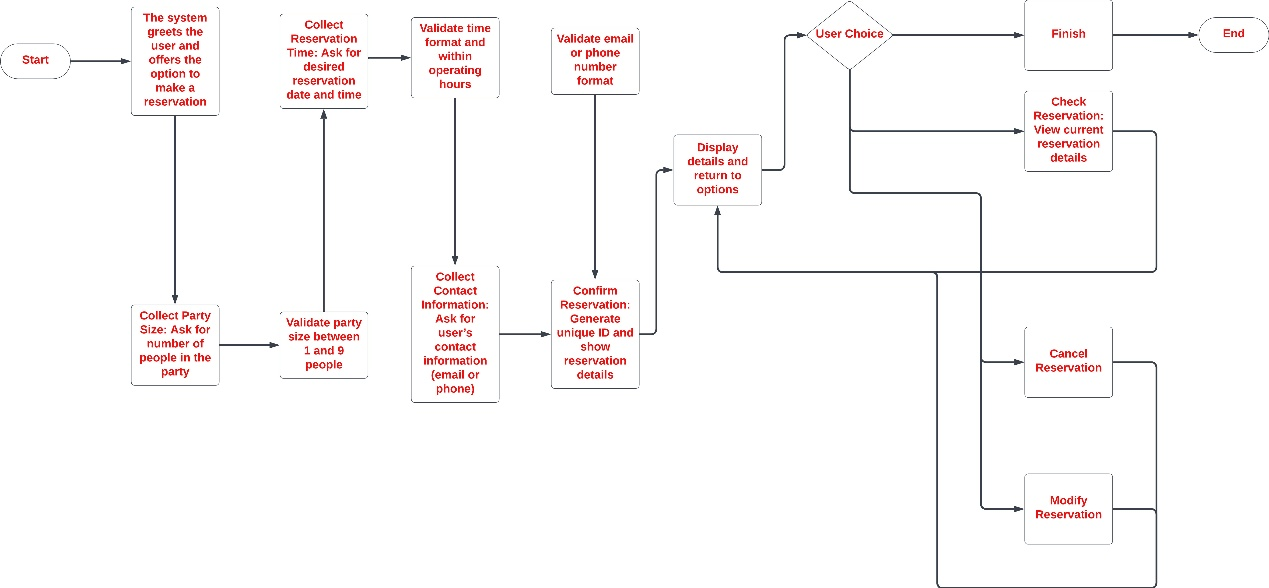 Start
The system
greets the
user and
offers the
option to
make a
reservation
Collect Party
Size: Ask for
number of
people in the
party
Validate party
size between
1 and 9
people
Collect
Reservation
Time: Ask for
desired
reservation
date and time
Validate time
format and
within
operating
hours
Collect
Contact
Information:
Ask for
user's
contact
information
(email or
phone)
Validate email
or phone
number
format
Confirm
Reservation:
Generate
unique ID and
show
reservation
details
Display
details and
return to
options
User Choice
Finish
End
Check
Reservation:
View current
reservation
details
Cancel
Reservation
Modify
Reservation